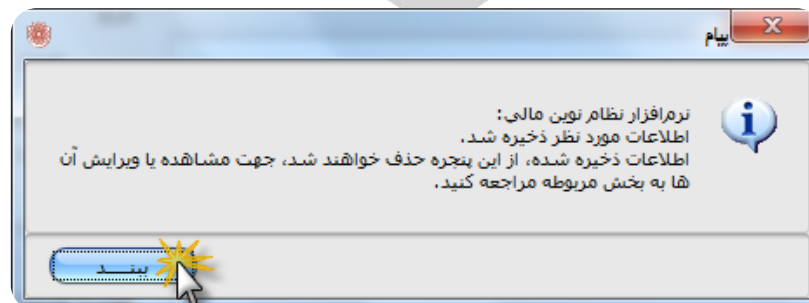 پیام
نرم‌افزار نظام نوین مالی:
اطلاعات مورد نظر ذخیره شد.
اطلاعات ذخیره شده، از این پنجره حذف خواهند شد، جهت مشاهده یا ویرایش آن
ها به بخش مربوطه مراجعه کنید.